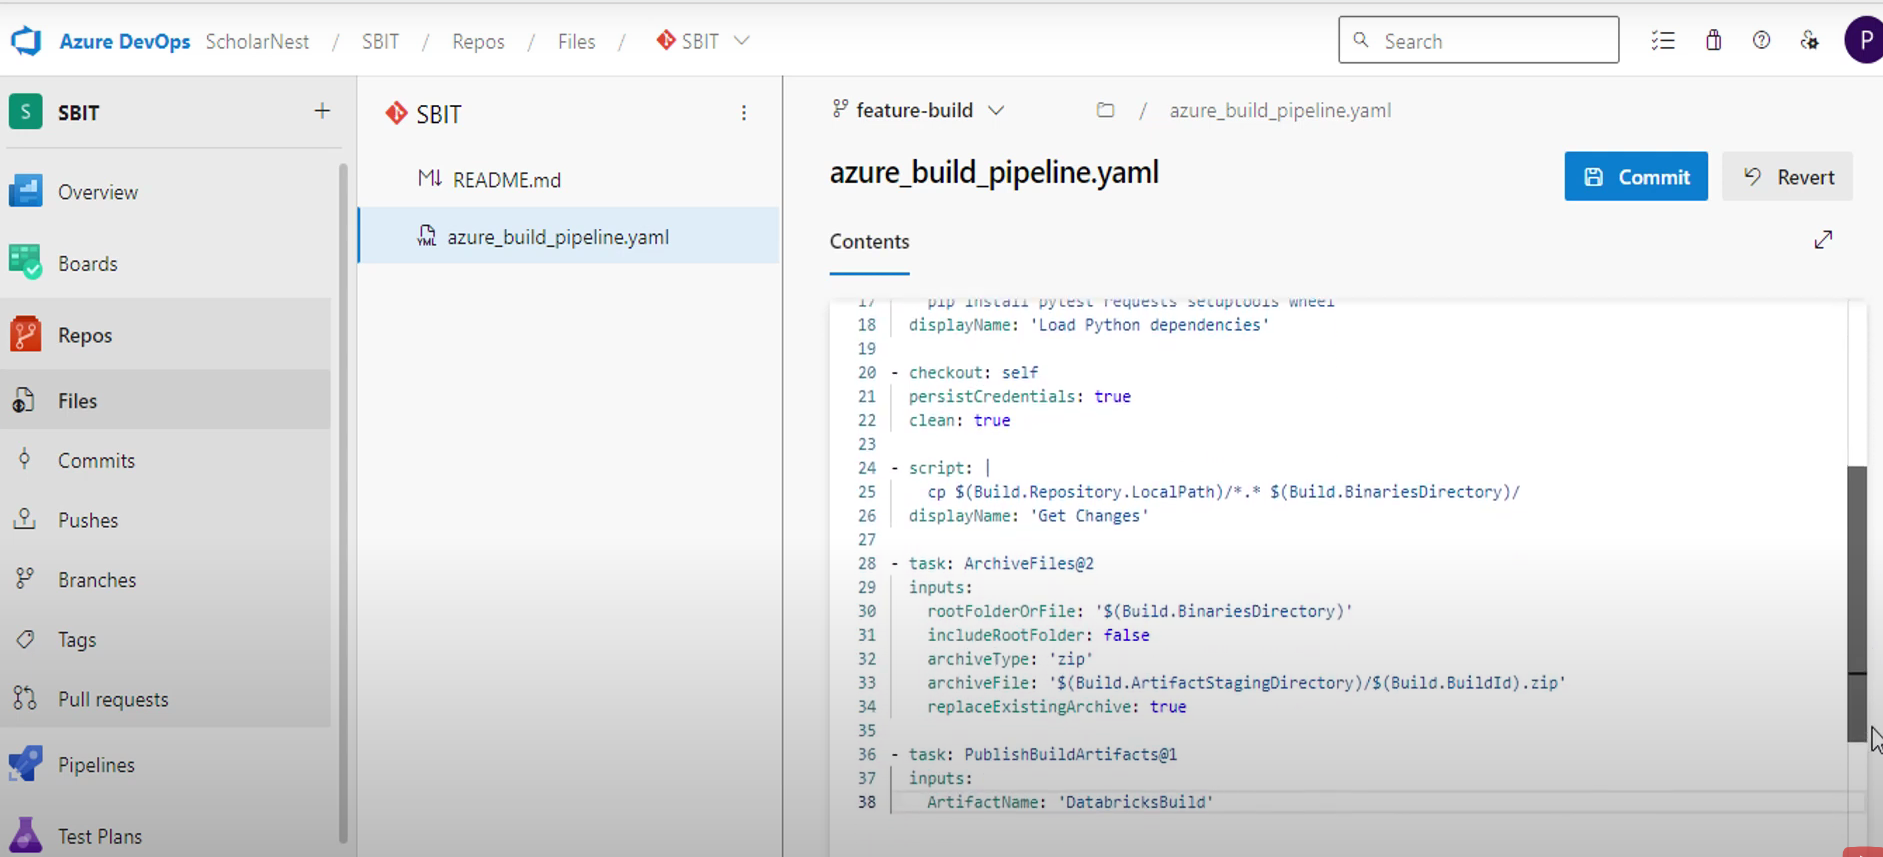 Azure DevOps ScholarNest / SBIT / Repos / Files / SBIT
Search
P
S SBIT +
Overview
Boards
Repos
Files
Commits
Pushes
Branches
Tags
Pull requests
Pipelines
Test Plans
SBIT
README.md
YML azure_build_pipeline.yaml
feature-build / azure_build_pipeline.yaml
azure_build_pipeline.yaml
Commit Revert
Contents
17 pip install pytest requests setuptools wheel
18 displayName: 'Load Python dependencies'
19
20 - checkout: self
21 persistCredentials: true
22 clean: true
23
24 - script: |
25 cp $(Build.Repository.LocalPath)/*.* $(Build.BinariesDirectory)/
26 displayName: 'Get Changes'
27
28 - task: ArchiveFiles@2
29 inputs:
30 rootFolderOrFile: '$(Build.BinariesDirectory)'
31 includeRootFolder: false
32 archiveType: 'zip'
33 archiveFile: '$(Build.ArtifactStagingDirectory)/$(Build.BuildId).zip'
34 replaceExistingArchive: true
35
36 - task: PublishBuildArtifacts@1
37 inputs:
38 ArtifactName: 'DatabricksBuild'